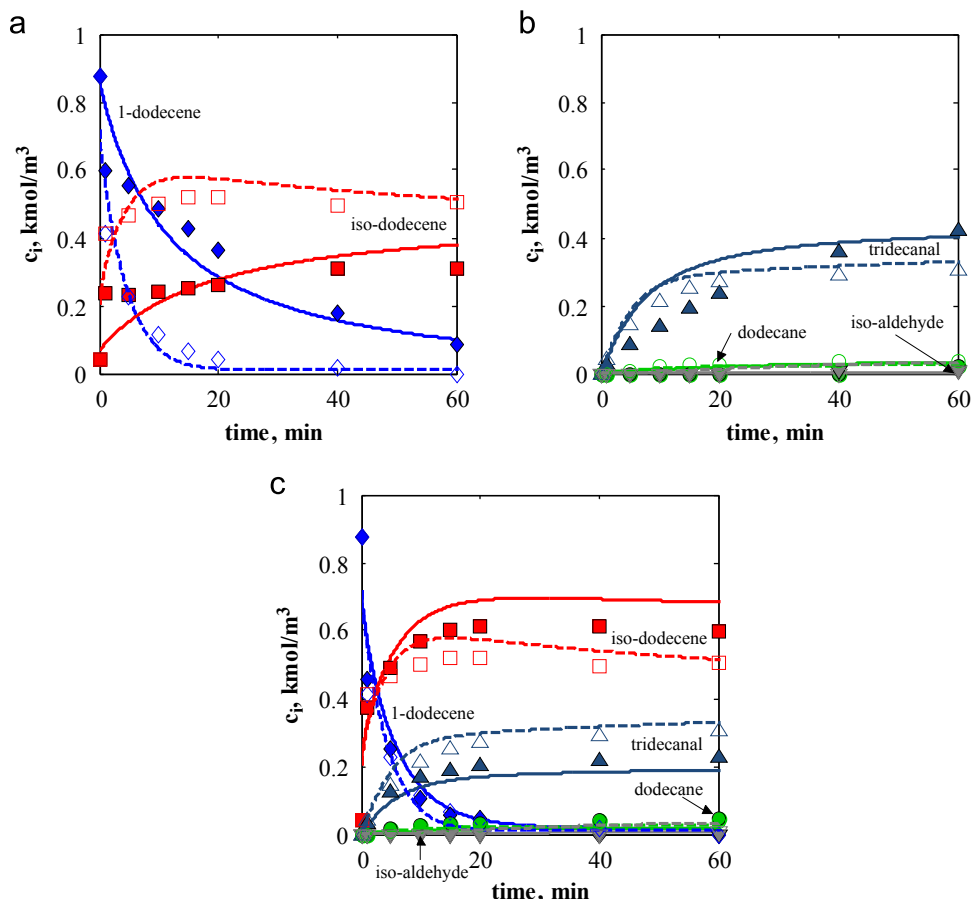 a
1
0.8
0.6
0.4
0.2
0
0
20
40
60
c_i, kmol/m³
time, min
1-dodecene
iso-dodecene
b
1
0.8
0.6
0.4
0.2
0
0
20
40
60
c_i, kmol/m³
time, min
tridecanal
dodecane
iso-aldehyde
c
1
0.8
0.6
0.4
0.2
0
0
20
40
60
c_i, kmol/m³
time, min
iso-dodecene
1-dodecene
tridecanal
dodecane
iso-aldehyde